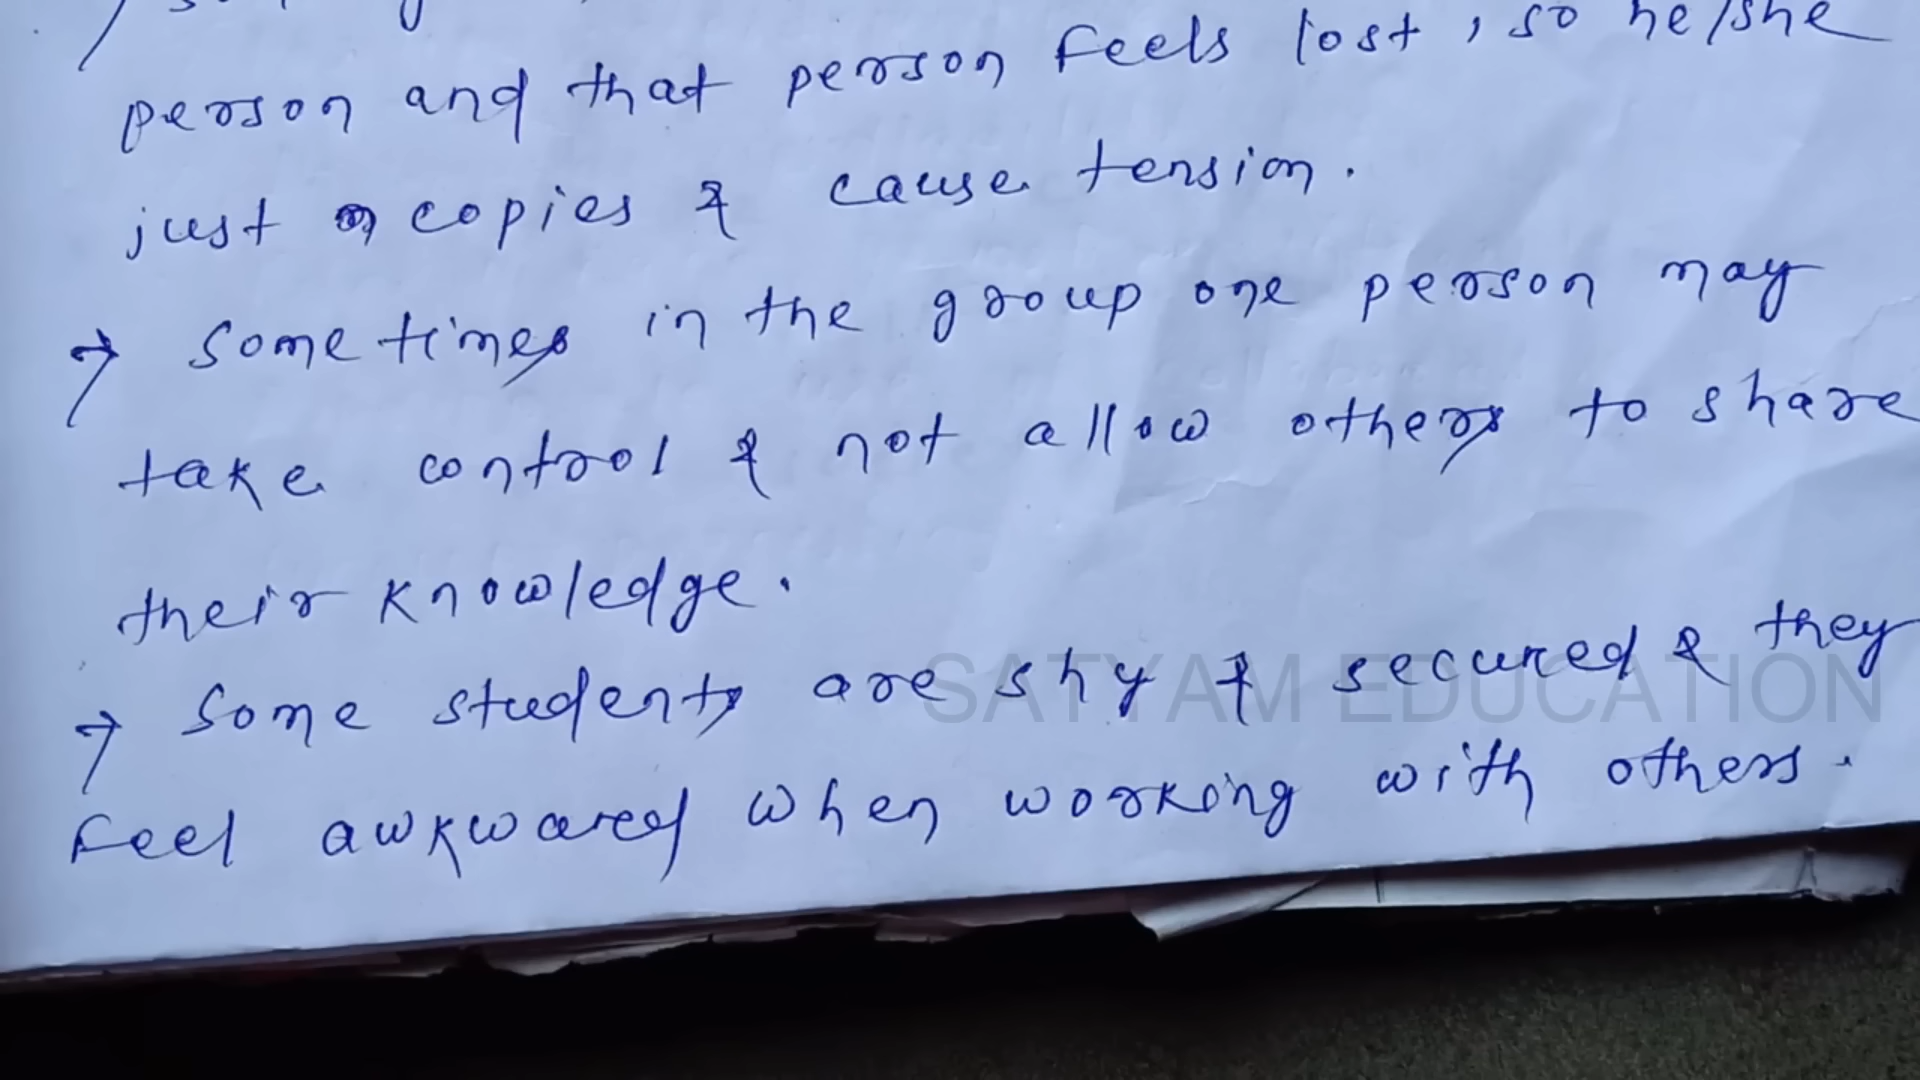 person and that person feels lost, so he/she
just copies & cause tension.
→ Sometimes in the group one person may
take control & not allow others to share
their knowledge.
→ Some students are shy & secured & they
feel awkward when working with others.
SATYAM EDUCATION